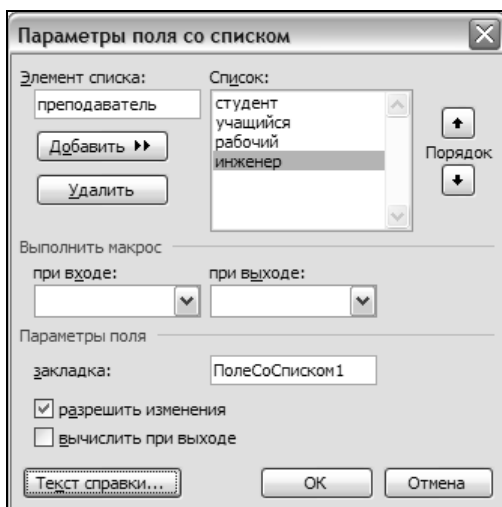 Параметры поля со списком
Элемент списка:
Список:
преподаватель
студент
учащийся
рабочий
инженер
Добавить
Удалить
Порядок
Выполнить макрос
при входе:
при выходе:
Параметры поля
закладка:
ПолеСоСписком1
разрешить изменения
вычислить при выходе
Текст справки...
ОК
Отмена